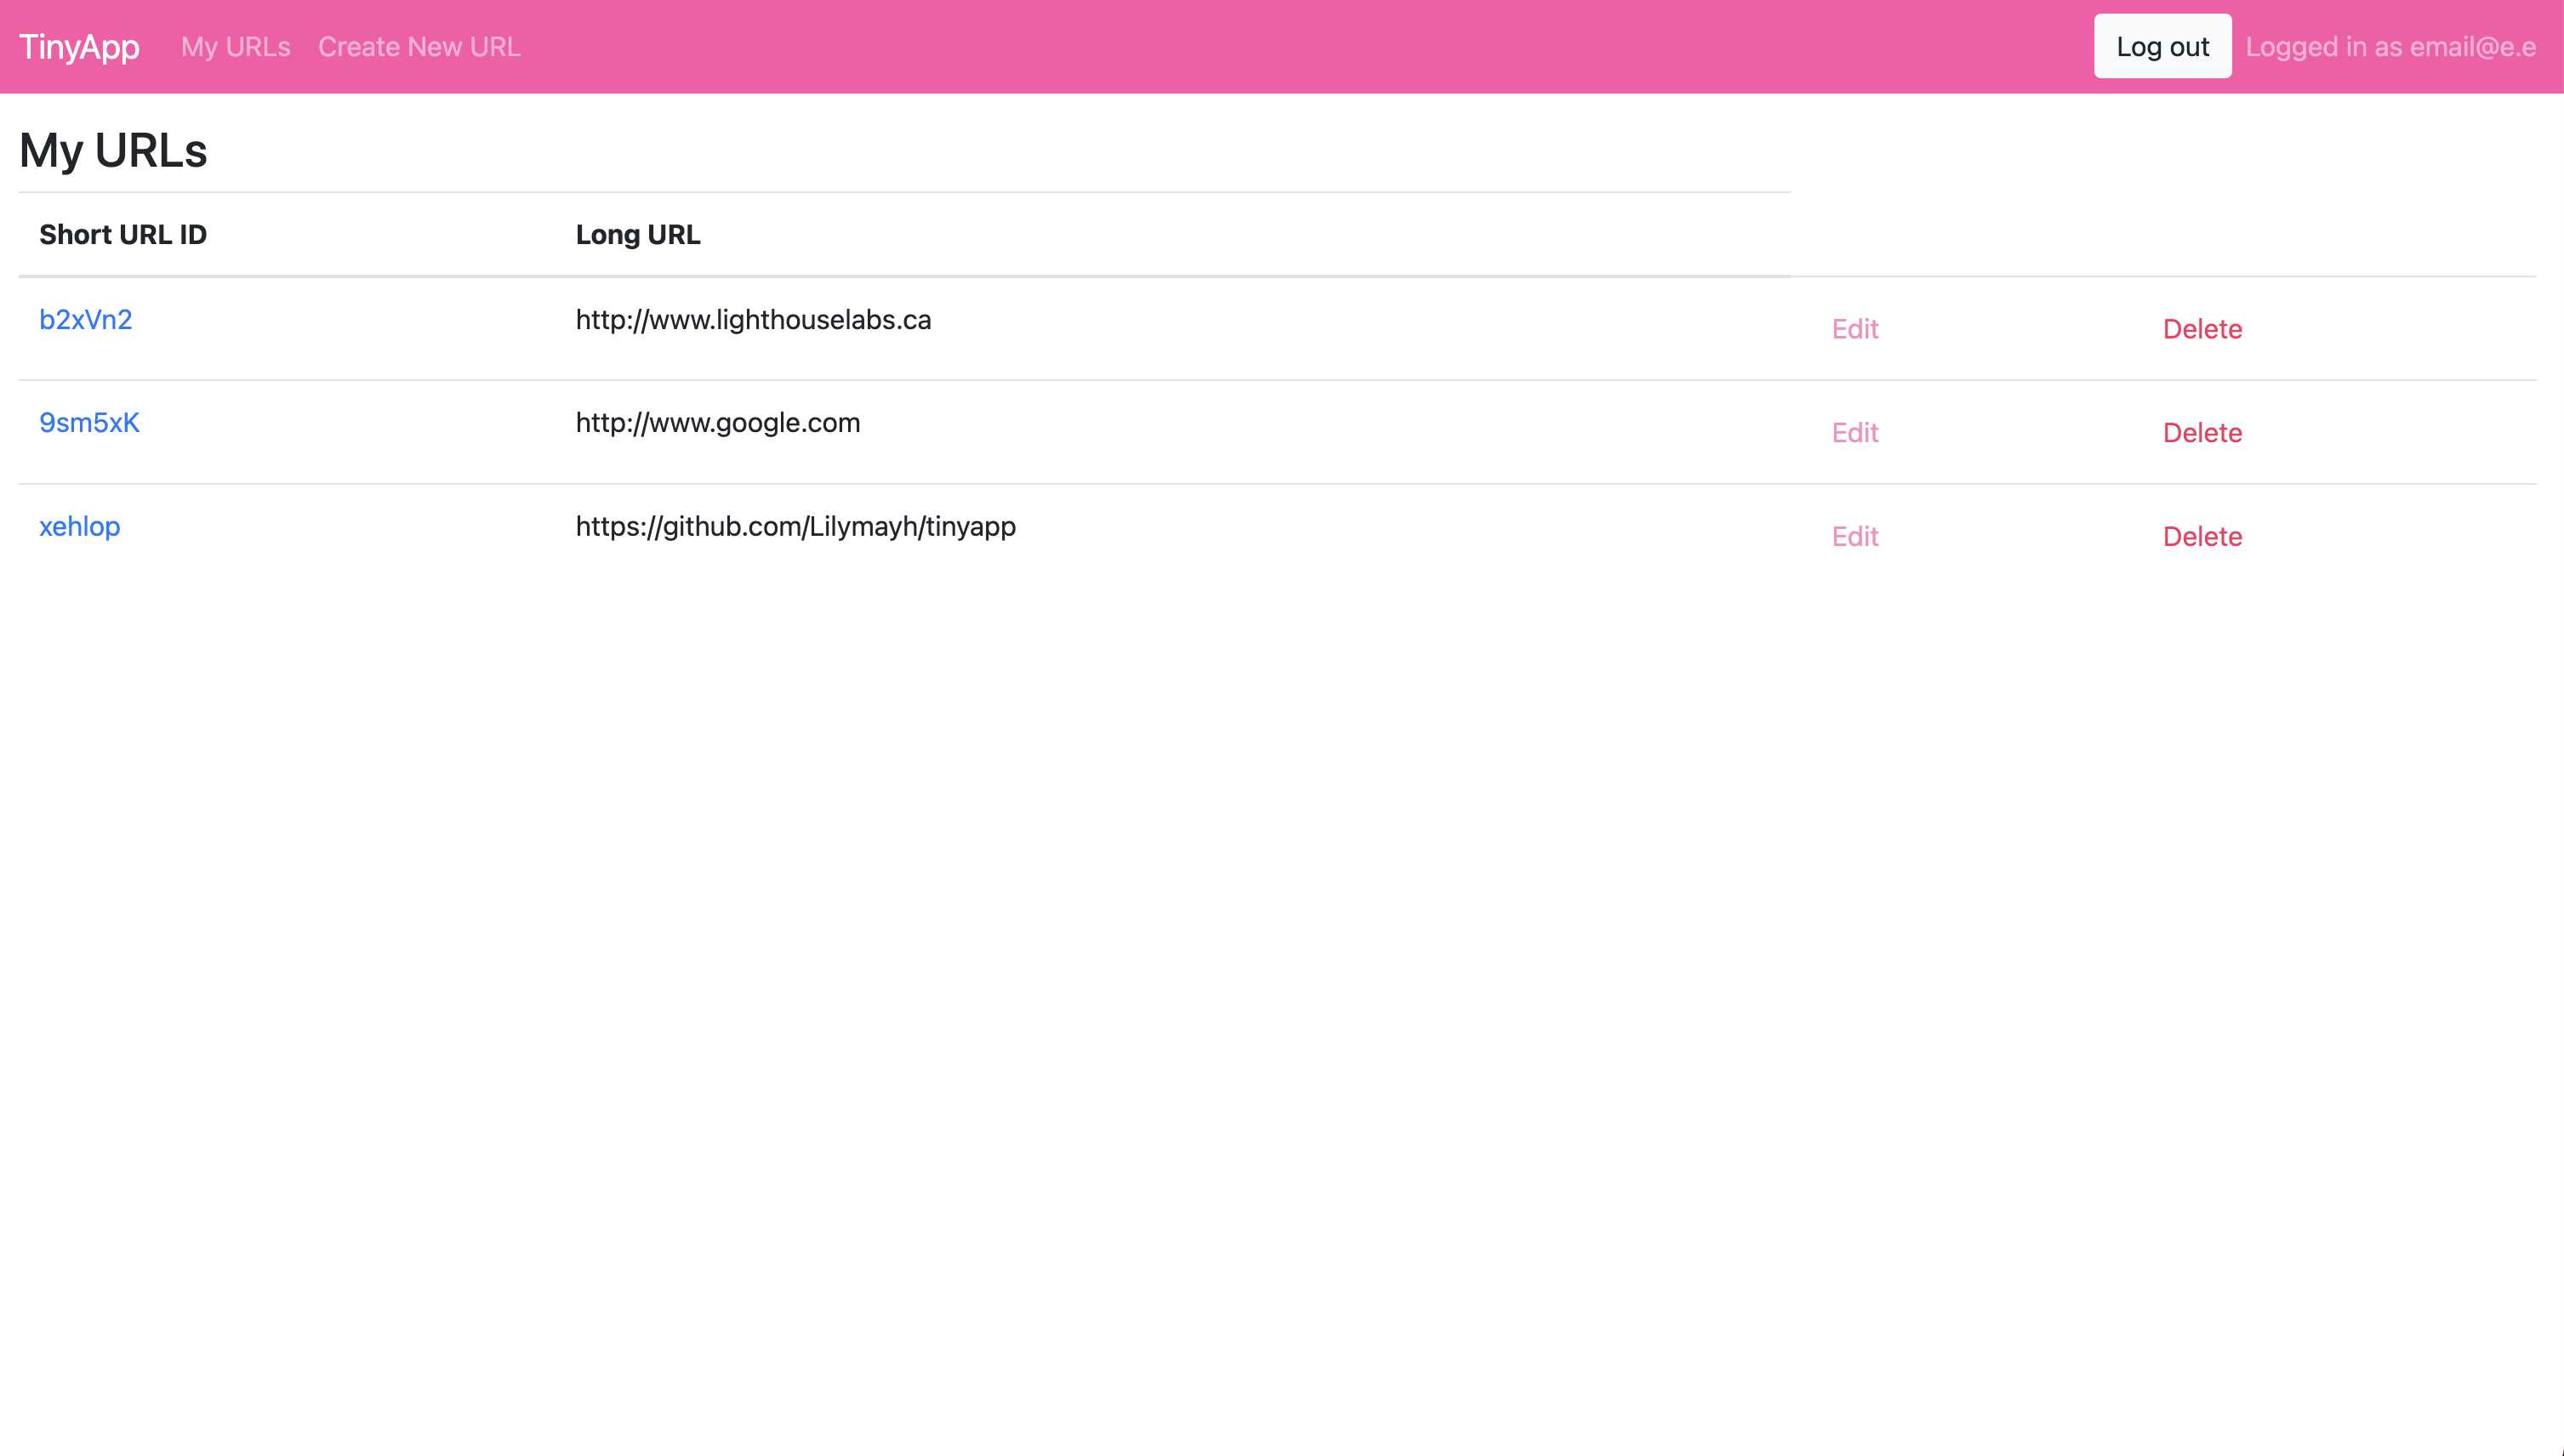 TinyApp My URLs Create New URL Log out Logged in as email@e.e
My URLs
Short URL ID Long URL
b2xVn2 http://www.lighthouselabs.ca Edit Delete
9sm5xK http://www.google.com Edit Delete
xehlop https://github.com/Lilymayh/tinyapp Edit Delete